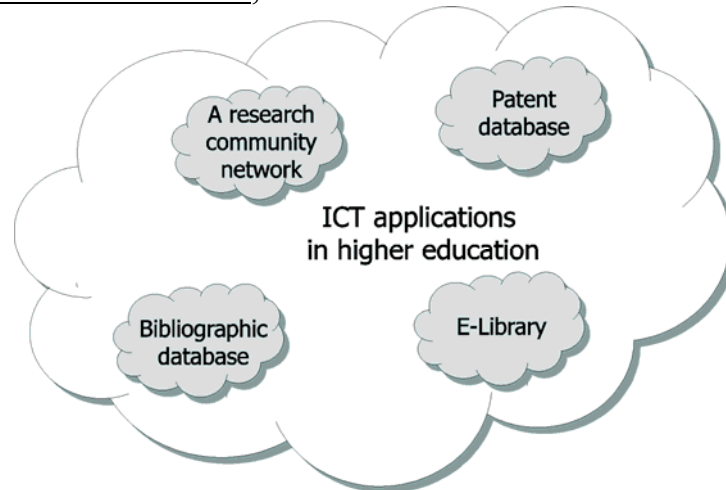 A research
community
network
Patent
database
ICT applications
in higher education
Bibliographic
database
E-Library